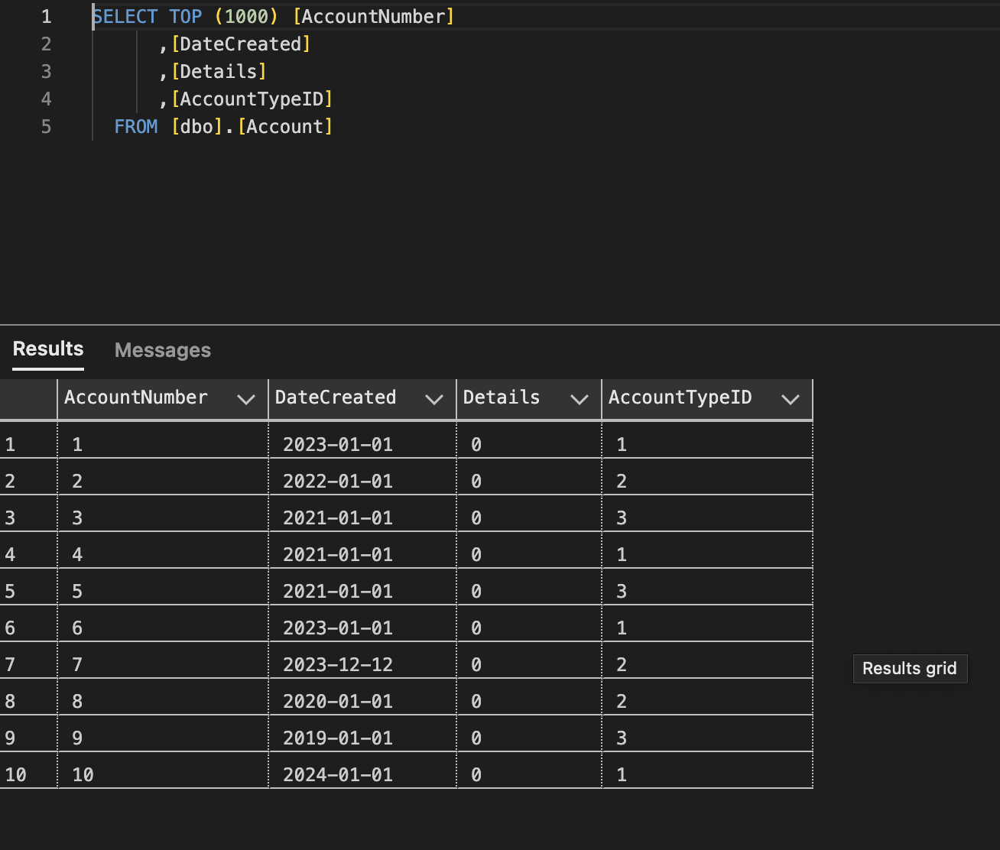 1 SELECT TOP (1000) [AccountNumber]
2 ,[DateCreated]
3 ,[Details]
4 ,[AccountTypeID]
5 FROM [dbo].[Account]
Results Messages
AccountNumber DateCreated Details AccountTypeID
1 1 2023-01-01 0 1
2 2 2022-01-01 0 2
3 3 2021-01-01 0 3
4 4 2021-01-01 0 1
5 5 2021-01-01 0 3
6 6 2023-01-01 0 1
7 7 2023-12-12 0 2
Results grid
8 8 2020-01-01 0 2
9 9 2019-01-01 0 3
10 10 2024-01-01 0 1